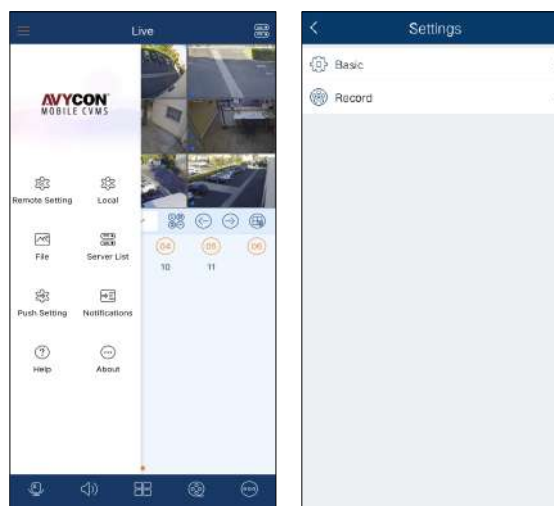 Live
AVYCON
MOBILE CVMS
Remote Setting Local
File Server List
Push Setting Notifications
Help About
04 05 06
10 11
Settings
Basic
Record